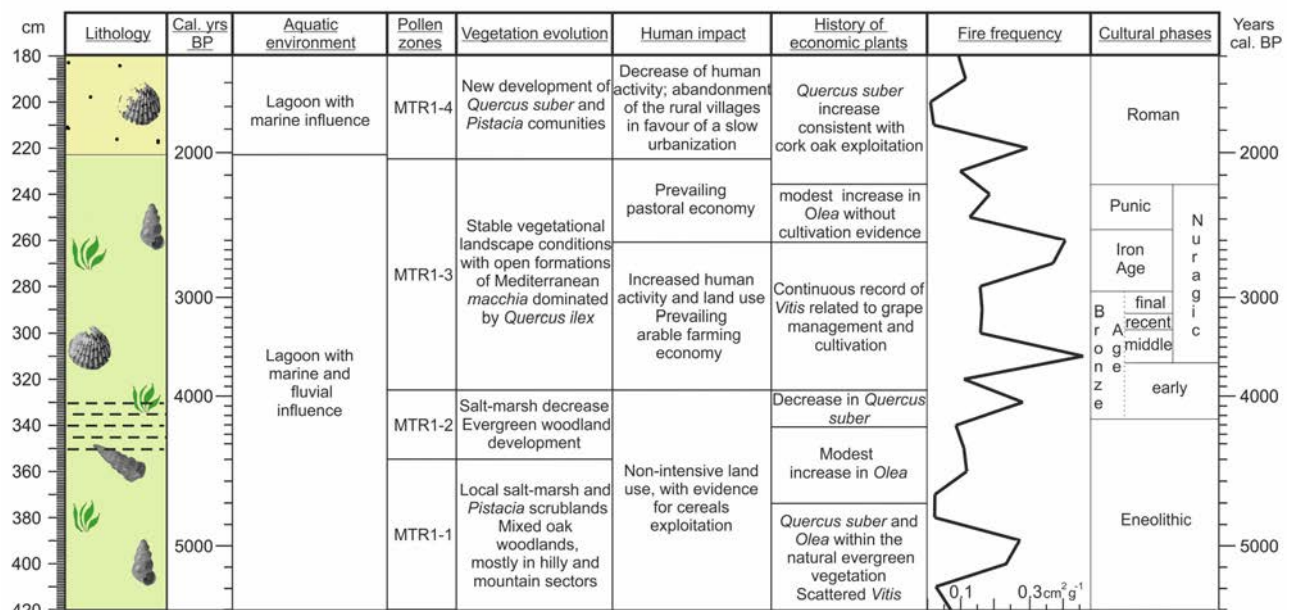 cm
Lithology
Cal. yrs
BP
Aquatic
environment
Pollen
zones
Vegetation evolution
Human impact
History of
economic plants
Fire frequency
Cultural phases
Years
cal. BP
180
200
220
240
260
280
300
320
340
360
380
400
420
2000
3000
4000
5000
Lagoon with
marine influence
Lagoon with
marine and
fluvial
influence
MTR1-4
MTR1-3
MTR1-2
MTR1-1
New development of
Quercus suber and
Pistacia comunities
Stable vegetational
landscape conditions
with open formations
of Mediterranean
macchia dominated
by Quercus ilex
Salt-marsh decrease
Evergreen woodland
development
Local salt-marsh and
Pistacia scrublands
Mixed oak
woodlands,
mostly in hilly and
mountain sectors
Decrease of human
activity; abandonment
of the rural villages
in favour of a slow
urbanization
Prevailing
pastoral economy
Increased human
activity and land use
Prevailing
arable farming
economy
Non-intensive land
use, with evidence
for cereals
exploitation
Quercus suber
increase
consistent with
cork oak exploitation
modest increase in
Olea without
cultivation evidence
Continuous record of
Vitis related to grape
management and
cultivation
Decrease in Quercus
suber
Modest
increase in Olea
Quercus suber and
Olea within the
natural evergreen
vegetation
Scattered Vitis
0.1
0.3cm²g⁻¹
Roman
Punic
Iron
Age
Nuragic
Bronze
Age
final
recent
middle
early
Eneolithic
2000
3000
4000
5000